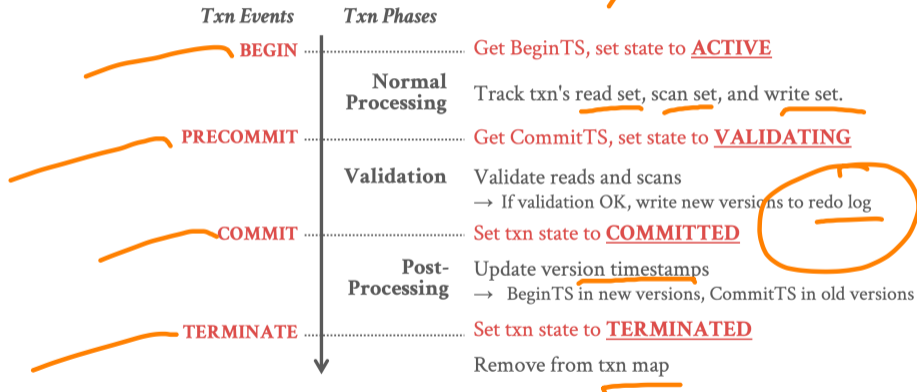 Txn Events Txn Phases
BEGIN Get BeginTS, set state to ACTIVE
Normal
Processing Track txn's read set, scan set, and write set.
PRECOMMIT Get CommitTS, set state to VALIDATING
Validation Validate reads and scans
→ If validation OK, write new versions to redo log
COMMIT Set txn state to COMMITTED
Post-
Processing Update version timestamps
→ BeginTS in new versions, CommitTS in old versions
TERMINATE Set txn state to TERMINATED
Remove from txn map